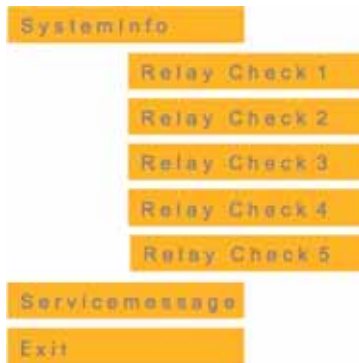 SystemInfo
Relay Check 1
Relay Check 2
Relay Check 3
Relay Check 4
Relay Check 5
Servicemessage
Exit